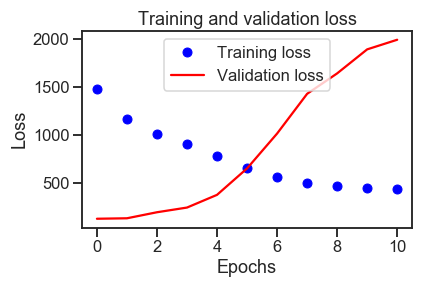 Training and validation loss
Training loss
Validation loss
2000
1500
1000
500
Loss
0 2 4 6 8 10
Epochs